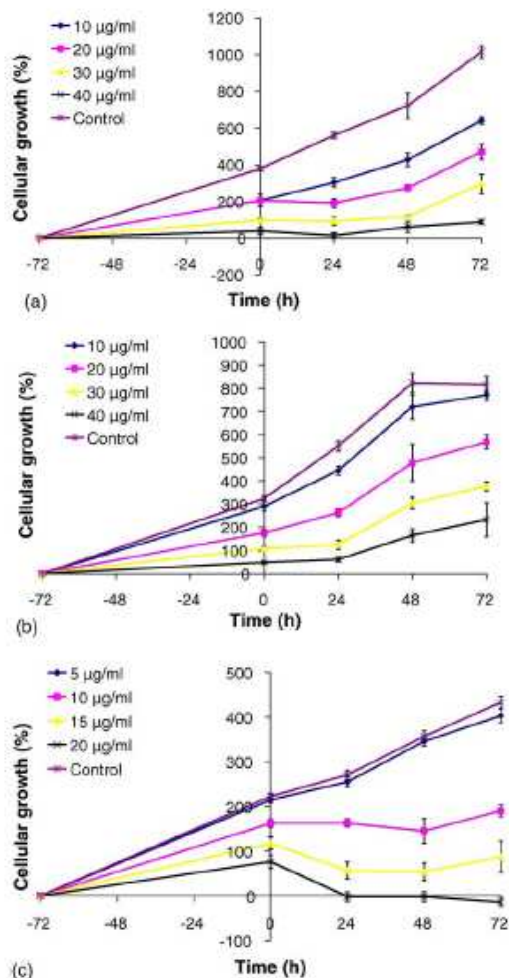 10 µg/ml
20 µg/ml
30 µg/ml
40 µg/ml
Control
Cellular growth (%)
1200
1000
800
600
400
200
0
-200
-72 -48 -24 0 24 48 72
Time (h)
(a)
10 µg/ml
20 µg/ml
30 µg/ml
40 µg/ml
Control
Cellular growth (%)
1000
900
800
700
600
500
400
300
200
100
0
-72 -48 -24 0 24 48 72
Time (h)
(b)
5 µg/ml
10 µg/ml
15 µg/ml
20 µg/ml
Control
Cellular growth (%)
500
400
300
200
100
0
-100
-72 -48 -24 0 24 48 72
Time (h)
(c)